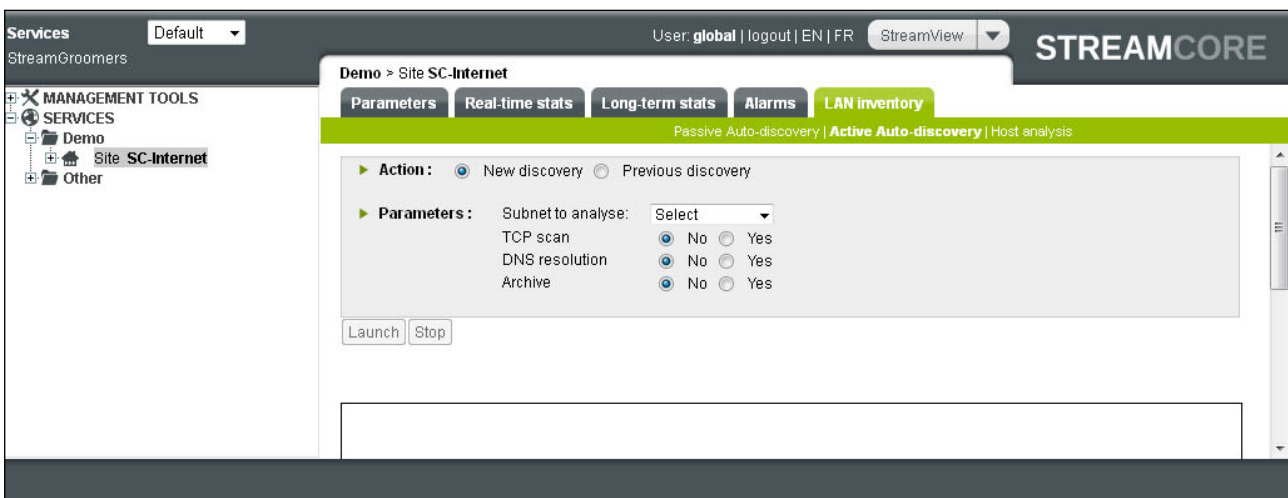 Services Default
StreamGroomers
User: global | logout | EN | FR StreamView
STREAMCORE
MANAGEMENT TOOLS
SERVICES
Demo
Site SC-Internet
Other
Demo > Site SC-Internet
Parameters Real-time stats Long-term stats Alarms LAN inventory
Passive Auto-discovery | Active Auto-discovery | Host analysis
Action : New discovery Previous discovery
Parameters : Subnet to analyse: Select
TCP scan No Yes
DNS resolution No Yes
Archive No Yes
Launch Stop